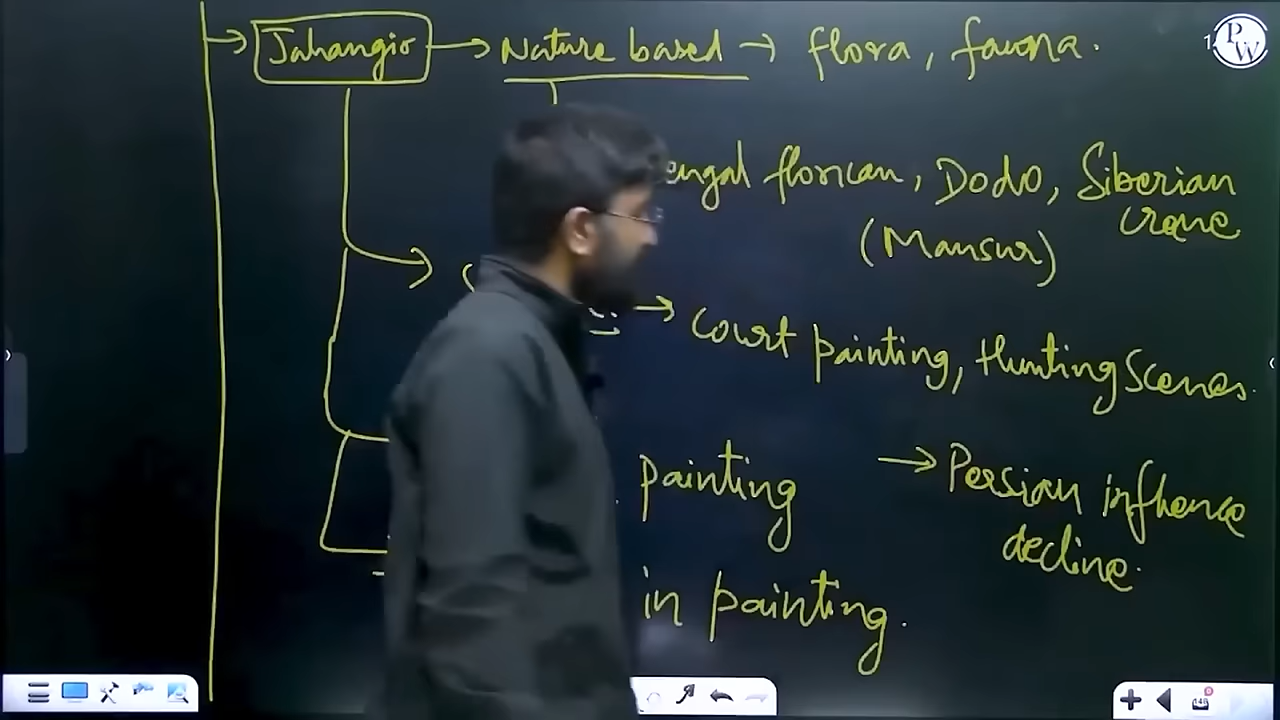 Jahangir → Nature based → flora, fauna.
engal florican, Dodo, Siberian
crane
(Mansur)
→ Court painting, Hunting Scenes.
painting → Persian influence
decline.
in painting.
PW